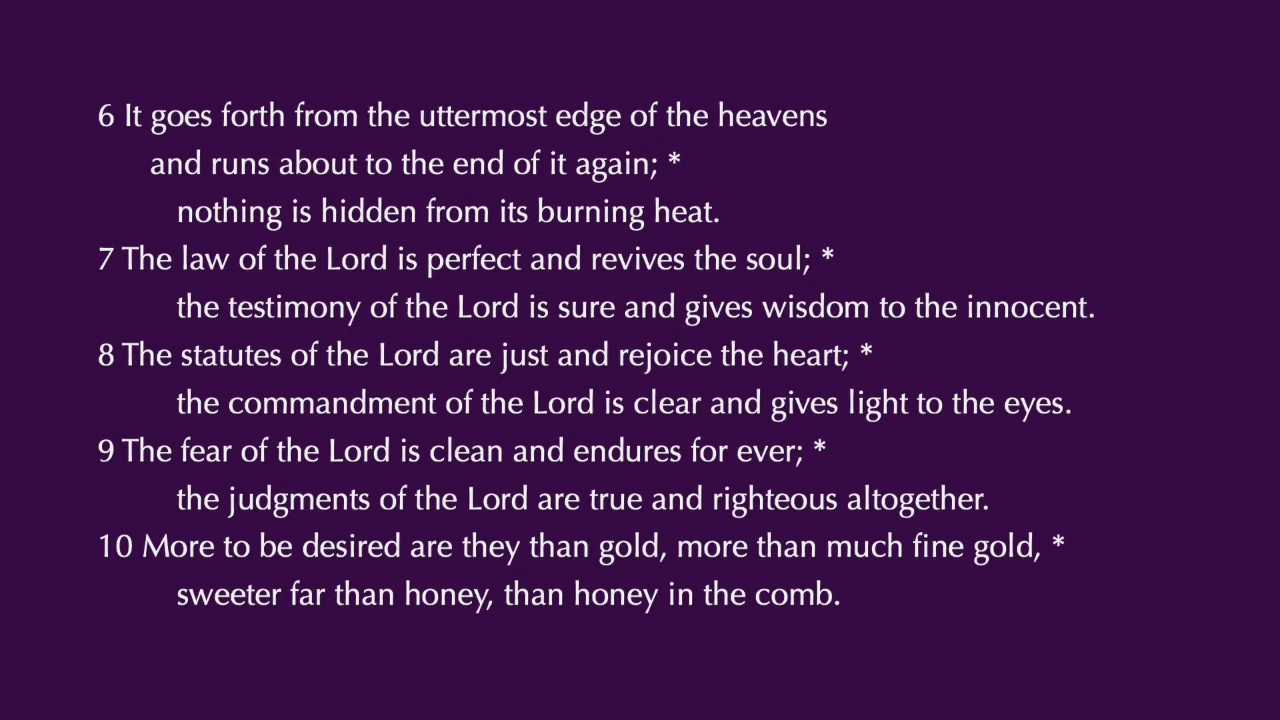 6 It goes forth from the uttermost edge of the heavens
and runs about to the end of it again; *
nothing is hidden from its burning heat.
7 The law of the Lord is perfect and revives the soul; *
the testimony of the Lord is sure and gives wisdom to the innocent.
8 The statutes of the Lord are just and rejoice the heart; *
the commandment of the Lord is clear and gives light to the eyes.
9 The fear of the Lord is clean and endures for ever; *
the judgments of the Lord are true and righteous altogether.
10 More to be desired are they than gold, more than much fine gold, *
sweeter far than honey, than honey in the comb.